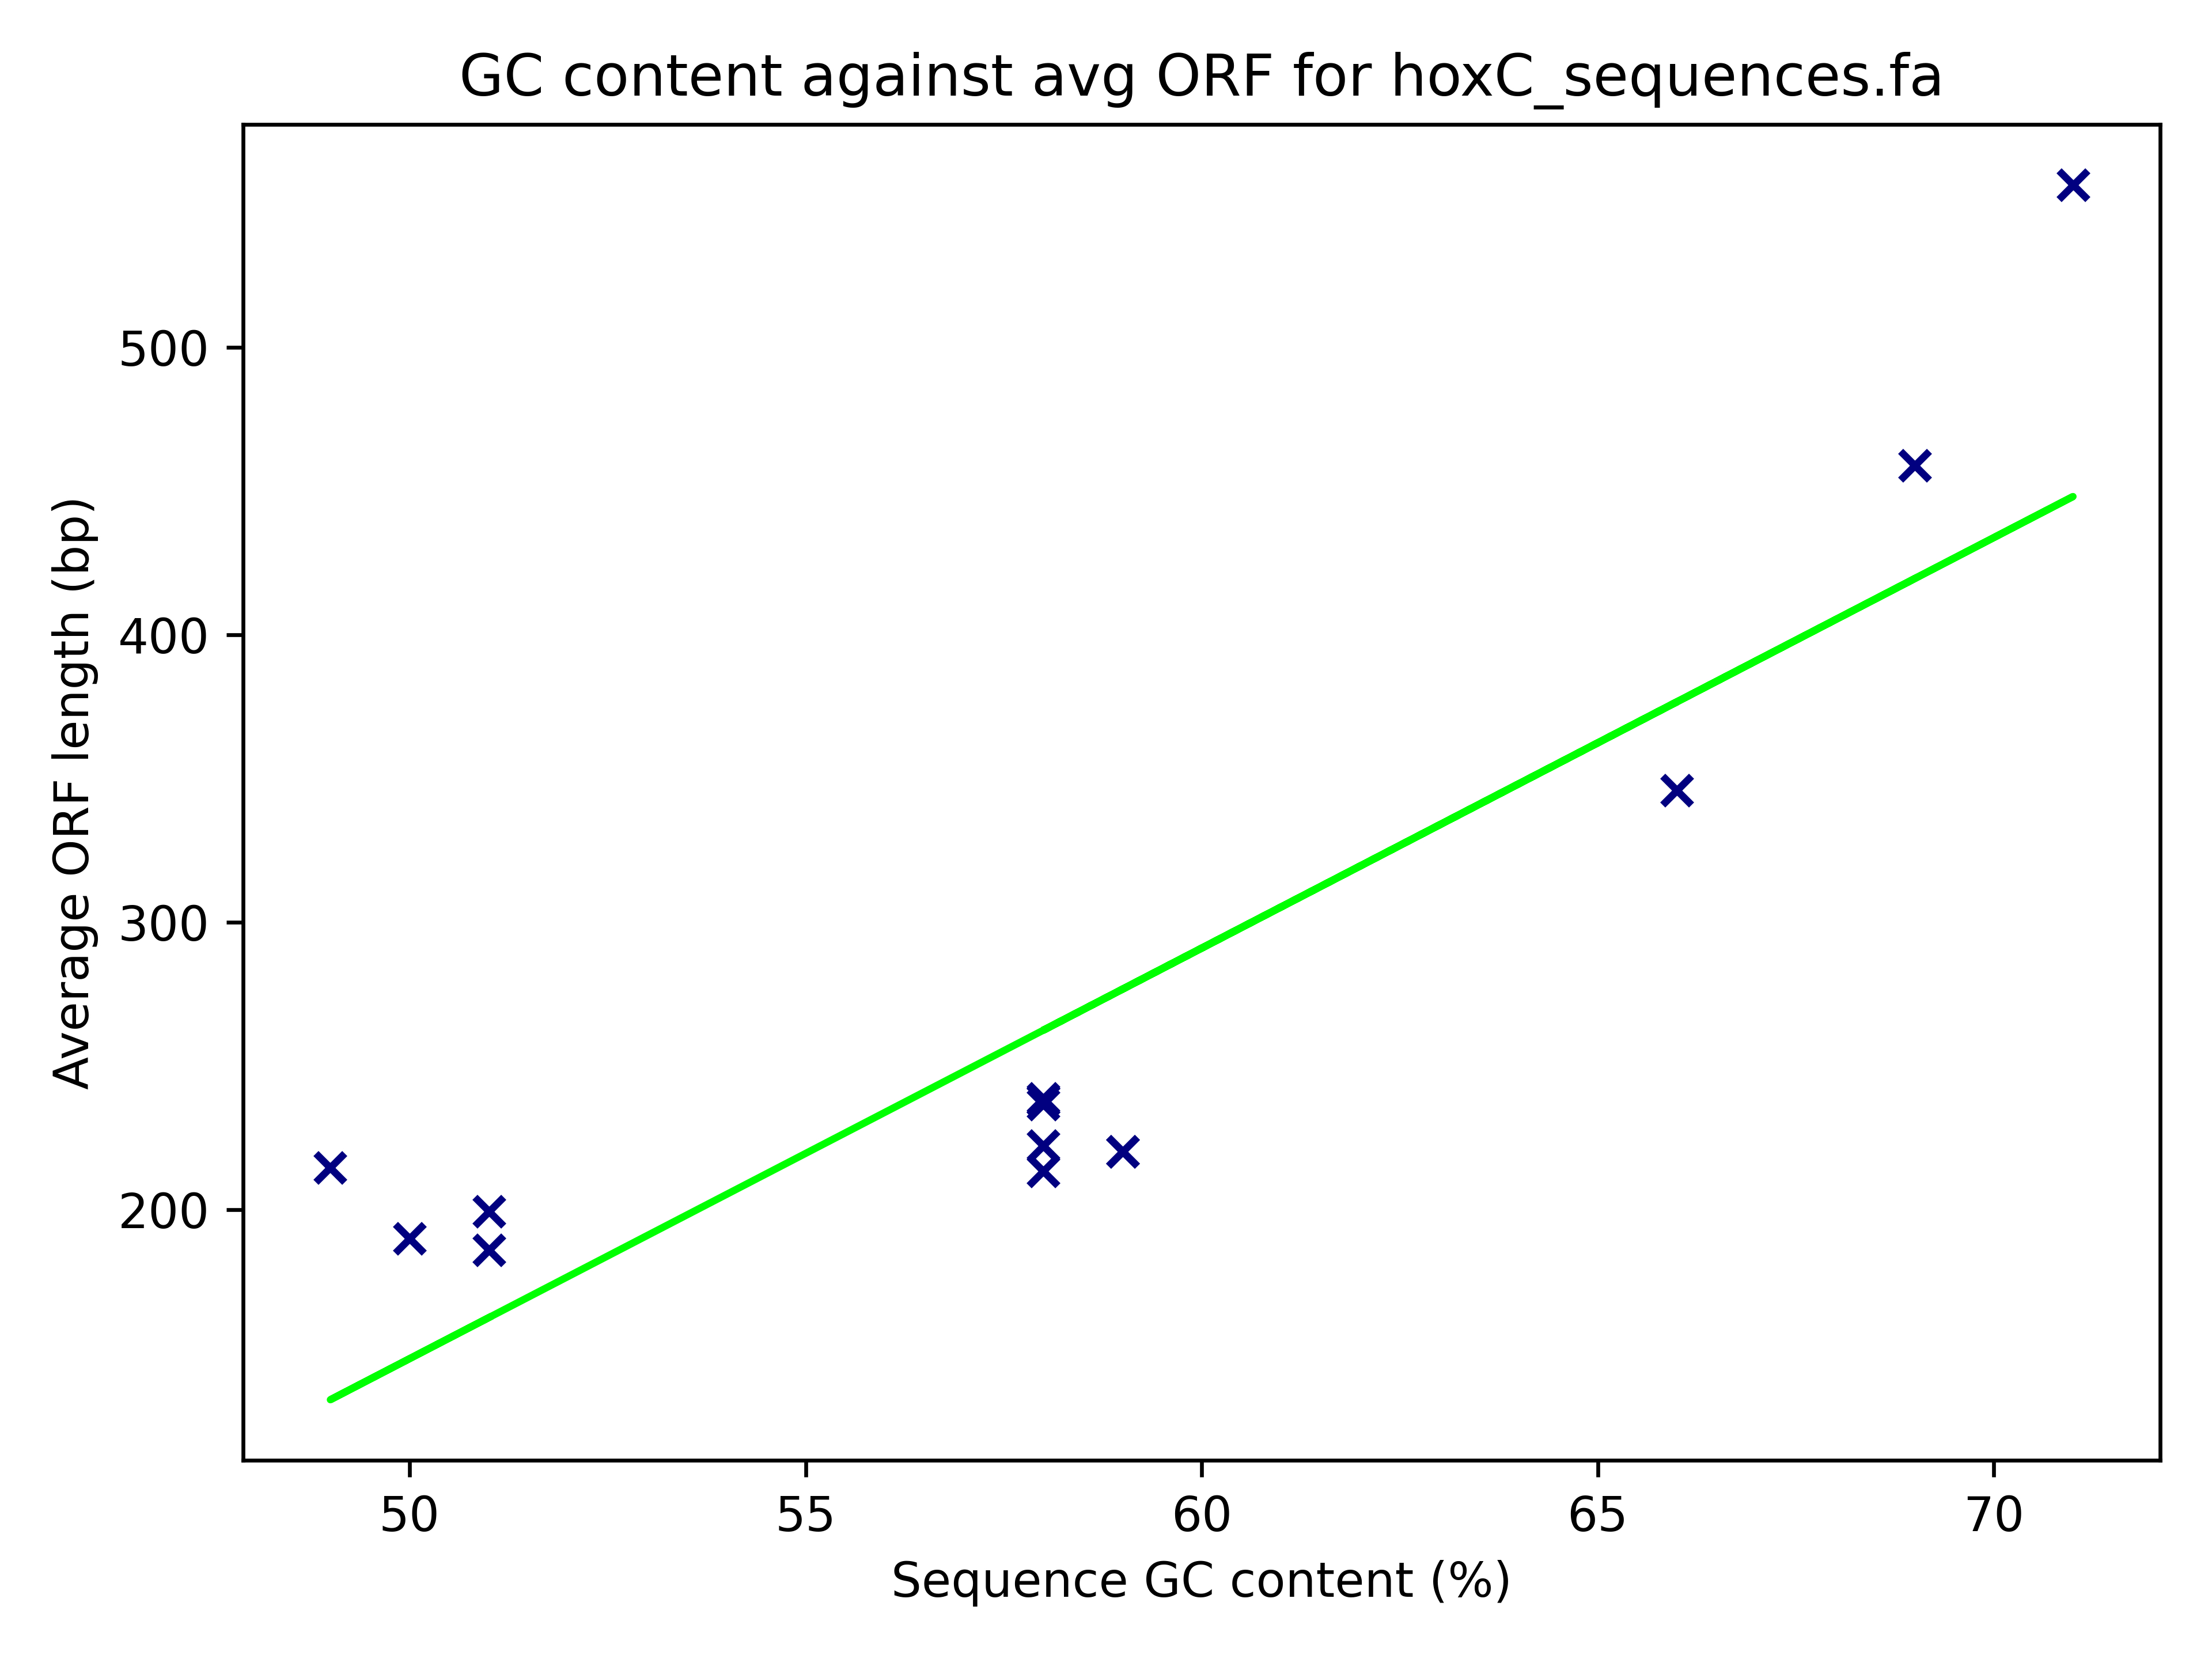 GC content against avg ORF for hoxC_sequences.fa
Average ORF length (bp)
500
400
300
200
50 55 60 65 70
Sequence GC content (%)